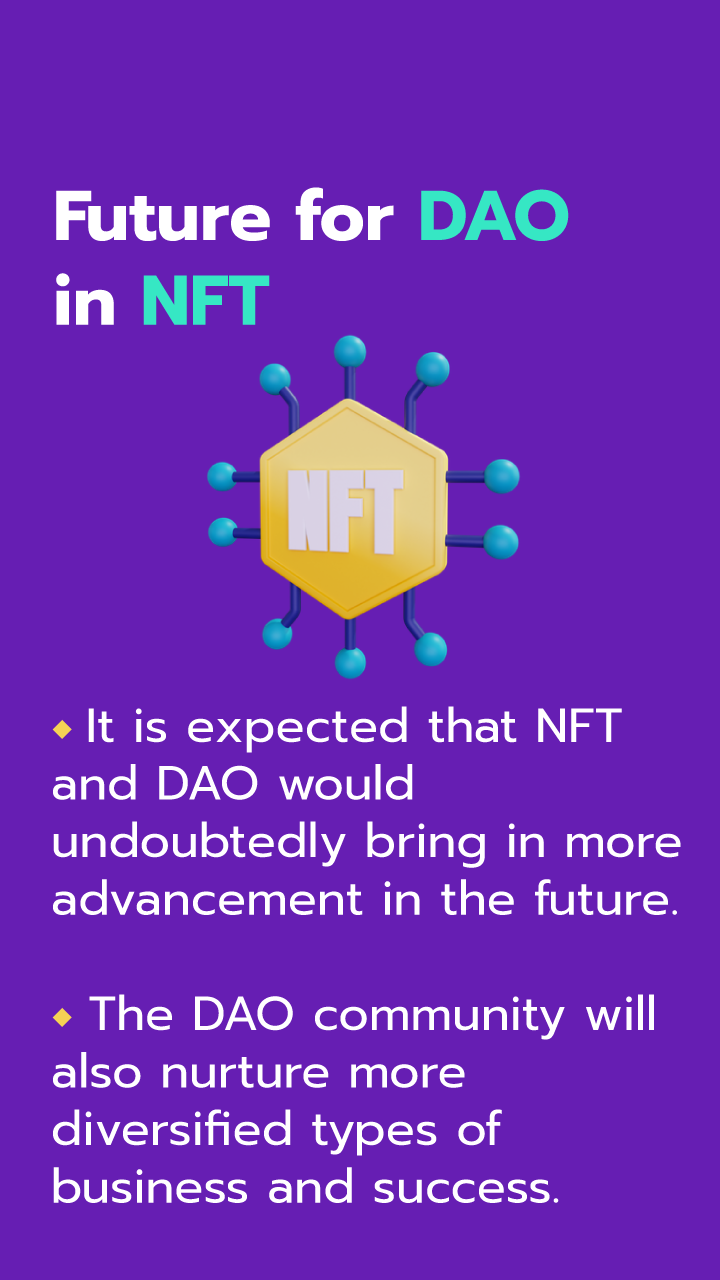 Future for DAO
in NFT
NFT
◆ It is expected that NFT
and DAO would
undoubtedly bring in more
advancement in the future.
◆ The DAO community will
also nurture more
diversified types of
business and success.